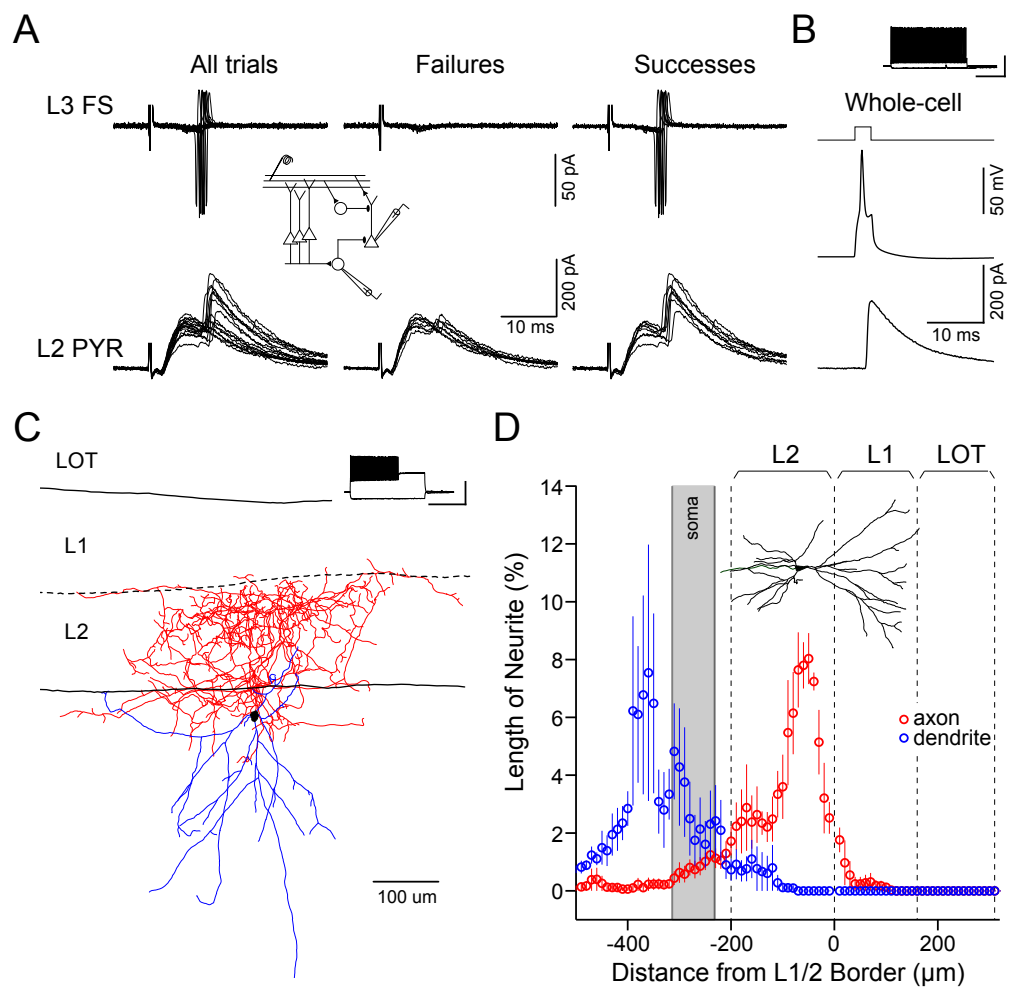 A
All trials
Failures
Successes
L3 FS
50 pA
L2 PYR
200 pA
10 ms
B
Whole-cell
50 mV
200 pA
10 ms
C
LOT
L1
L2
100 um
D
L2
L1
LOT
soma
Length of Neurite (%)
14
12
10
8
6
4
2
0
axon
dendrite
-400
-200
0
200
Distance from L1/2 Border (µm)